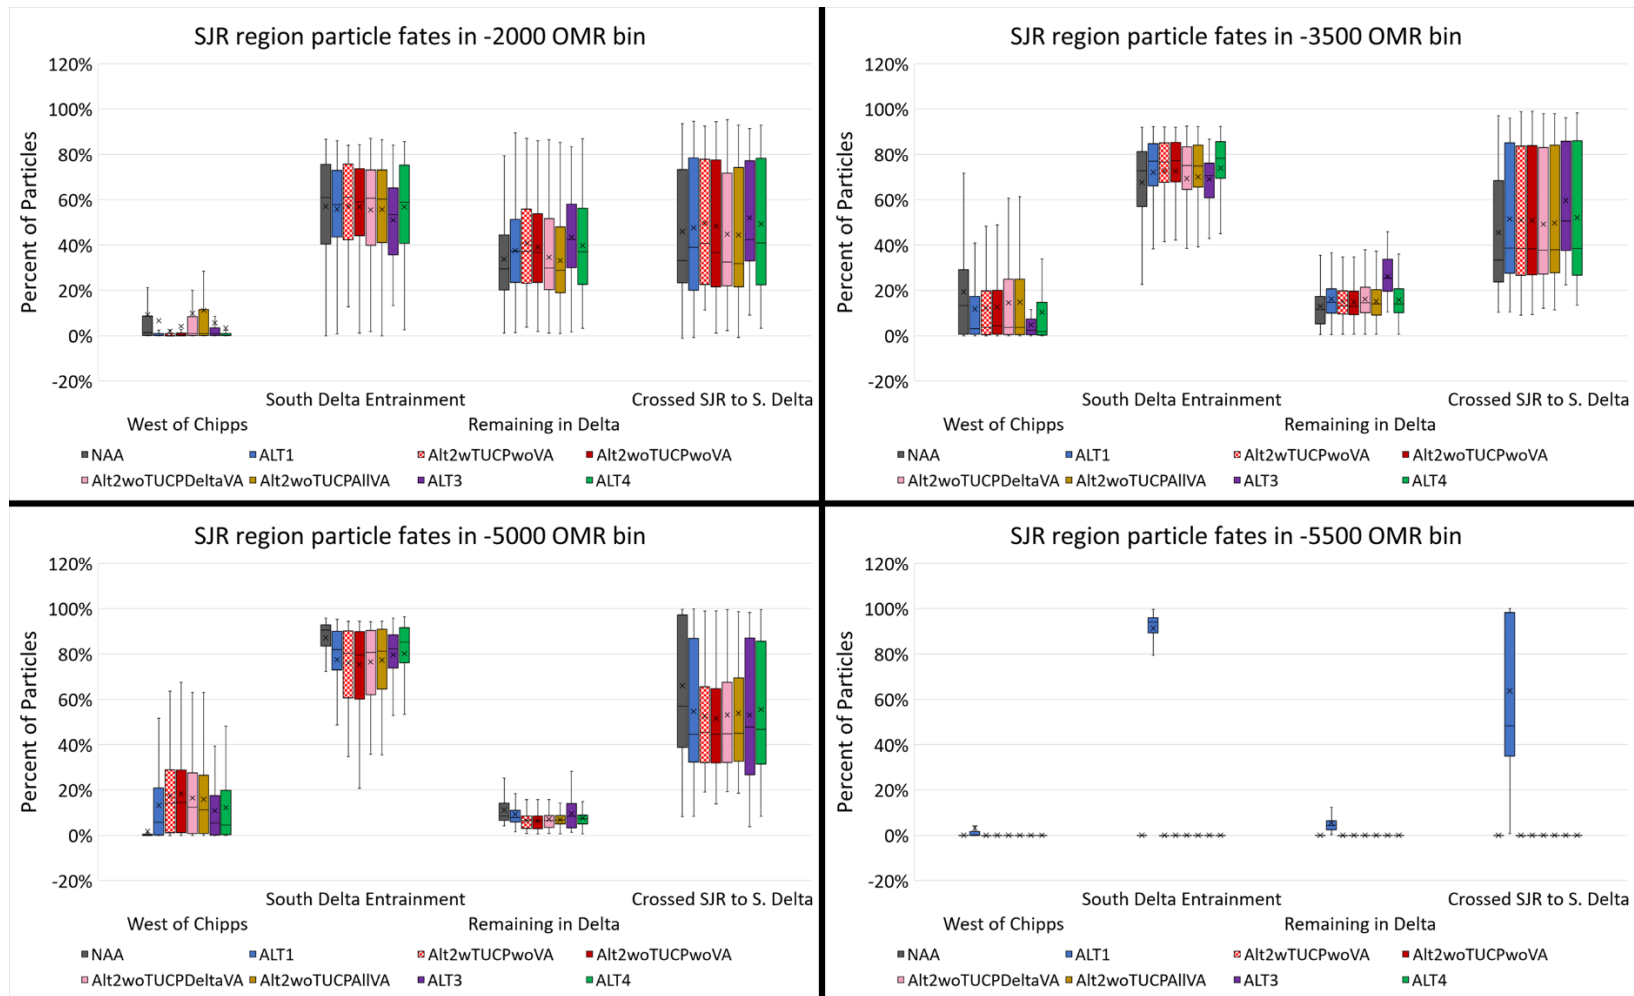 SJR region particle fates in -2000 OMR bin
120%
100%
80%
60%
40%
20%
0%
-20%
Percent of Particles
South Delta Entrainment
Crossed SJR to S. Delta
West of Chipps
Remaining in Delta
NAA
ALT1
Alt2wTUCPwoVA
Alt2woTUCPwoVA
Alt2woTUCPDeltaVA
Alt2woTUCPAllVA
ALT3
ALT4
SJR region particle fates in -3500 OMR bin
120%
100%
80%
60%
40%
20%
0%
-20%
Percent of Particles
South Delta Entrainment
Crossed SJR to S. Delta
West of Chipps
Remaining in Delta
NAA
ALT1
Alt2wTUCPwoVA
Alt2woTUCPwoVA
Alt2woTUCPDeltaVA
Alt2woTUCPAllVA
ALT3
ALT4
SJR region particle fates in -5000 OMR bin
120%
100%
80%
60%
40%
20%
0%
-20%
Percent of Particles
South Delta Entrainment
Crossed SJR to S. Delta
West of Chipps
Remaining in Delta
NAA
ALT1
Alt2wTUCPwoVA
Alt2woTUCPwoVA
Alt2woTUCPDeltaVA
Alt2woTUCPAllVA
ALT3
ALT4
SJR region particle fates in -5500 OMR bin
120%
100%
80%
60%
40%
20%
0%
-20%
Percent of Particles
South Delta Entrainment
Crossed SJR to S. Delta
West of Chipps
Remaining in Delta
NAA
ALT1
Alt2wTUCPwoVA
Alt2woTUCPwoVA
Alt2woTUCPDeltaVA
Alt2woTUCPAllVA
ALT3
ALT4